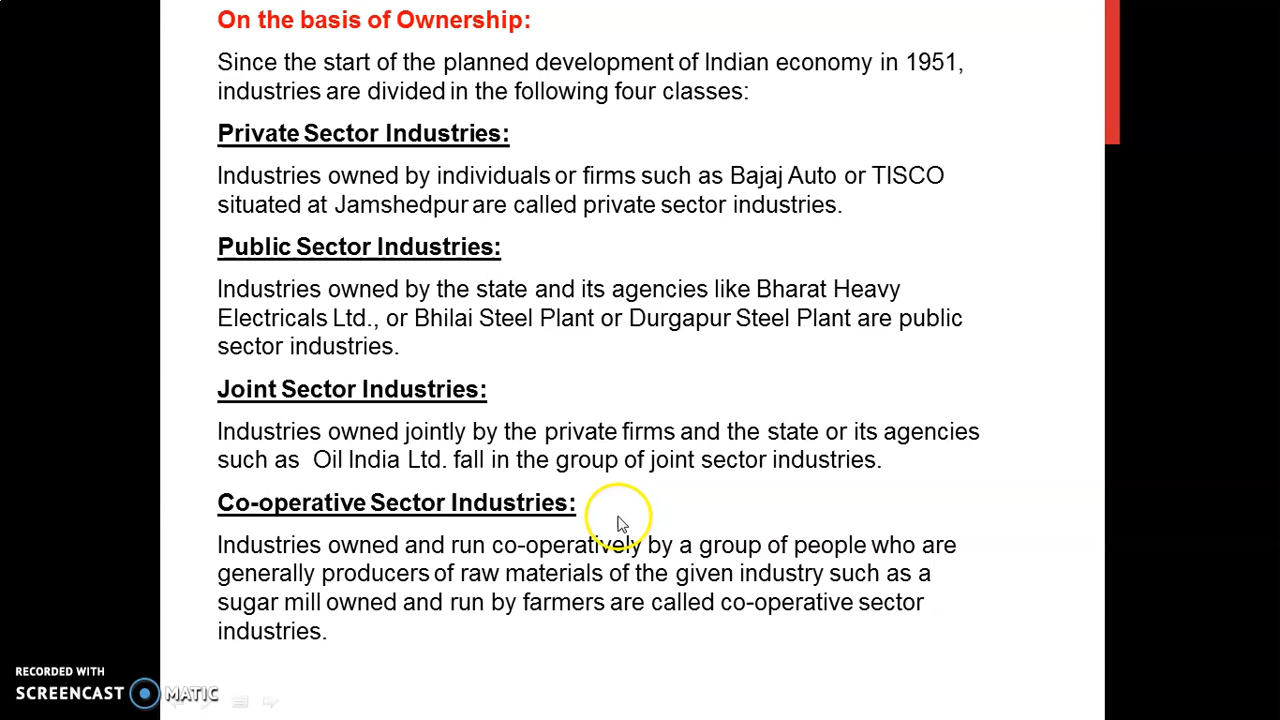 On the basis of Ownership:
Since the start of the planned development of Indian economy in 1951,
industries are divided in the following four classes:
Private Sector Industries:
Industries owned by individuals or firms such as Bajaj Auto or TISCO
situated at Jamshedpur are called private sector industries.
Public Sector Industries:
Industries owned by the state and its agencies like Bharat Heavy
Electricals Ltd., or Bhilai Steel Plant or Durgapur Steel Plant are public
sector industries.
Joint Sector Industries:
Industries owned jointly by the private firms and the state or its agencies
such as Oil India Ltd. fall in the group of joint sector industries.
Co-operative Sector Industries:
Industries owned and run co-operatively by a group of people who are
generally producers of raw materials of the given industry such as a
sugar mill owned and run by farmers are called co-operative sector
industries.
RECORDED WITH
SCREENCAST MATIC